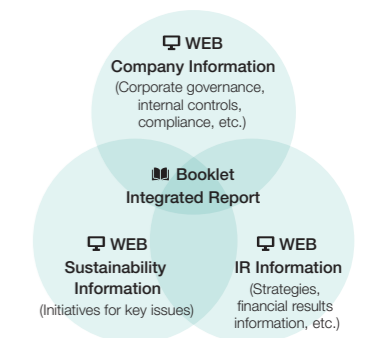 WEB
Company Information
(Corporate governance,
internal controls,
compliance, etc.)
Booklet
Integrated Report
WEB
Sustainability
Information
(Initiatives for key issues)
WEB
IR Information
(Strategies,
financial results
information, etc.)